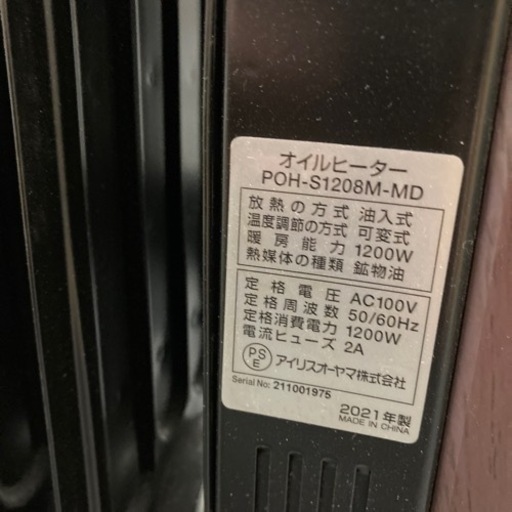 オイルヒーター
POH-S1208M-MD
放熱の方式 油入式
温度調節の方式 可変式
暖房能力 1200W
熱媒体の種類 鉱物油
定格電圧 AC100V
定格周波数 50/60Hz
定格消費電力 1200W
電流ヒューズ 2A
PS
E
アイリスオーヤマ株式会社
Serial No: 211001975
2021年製
MADE IN CHINA